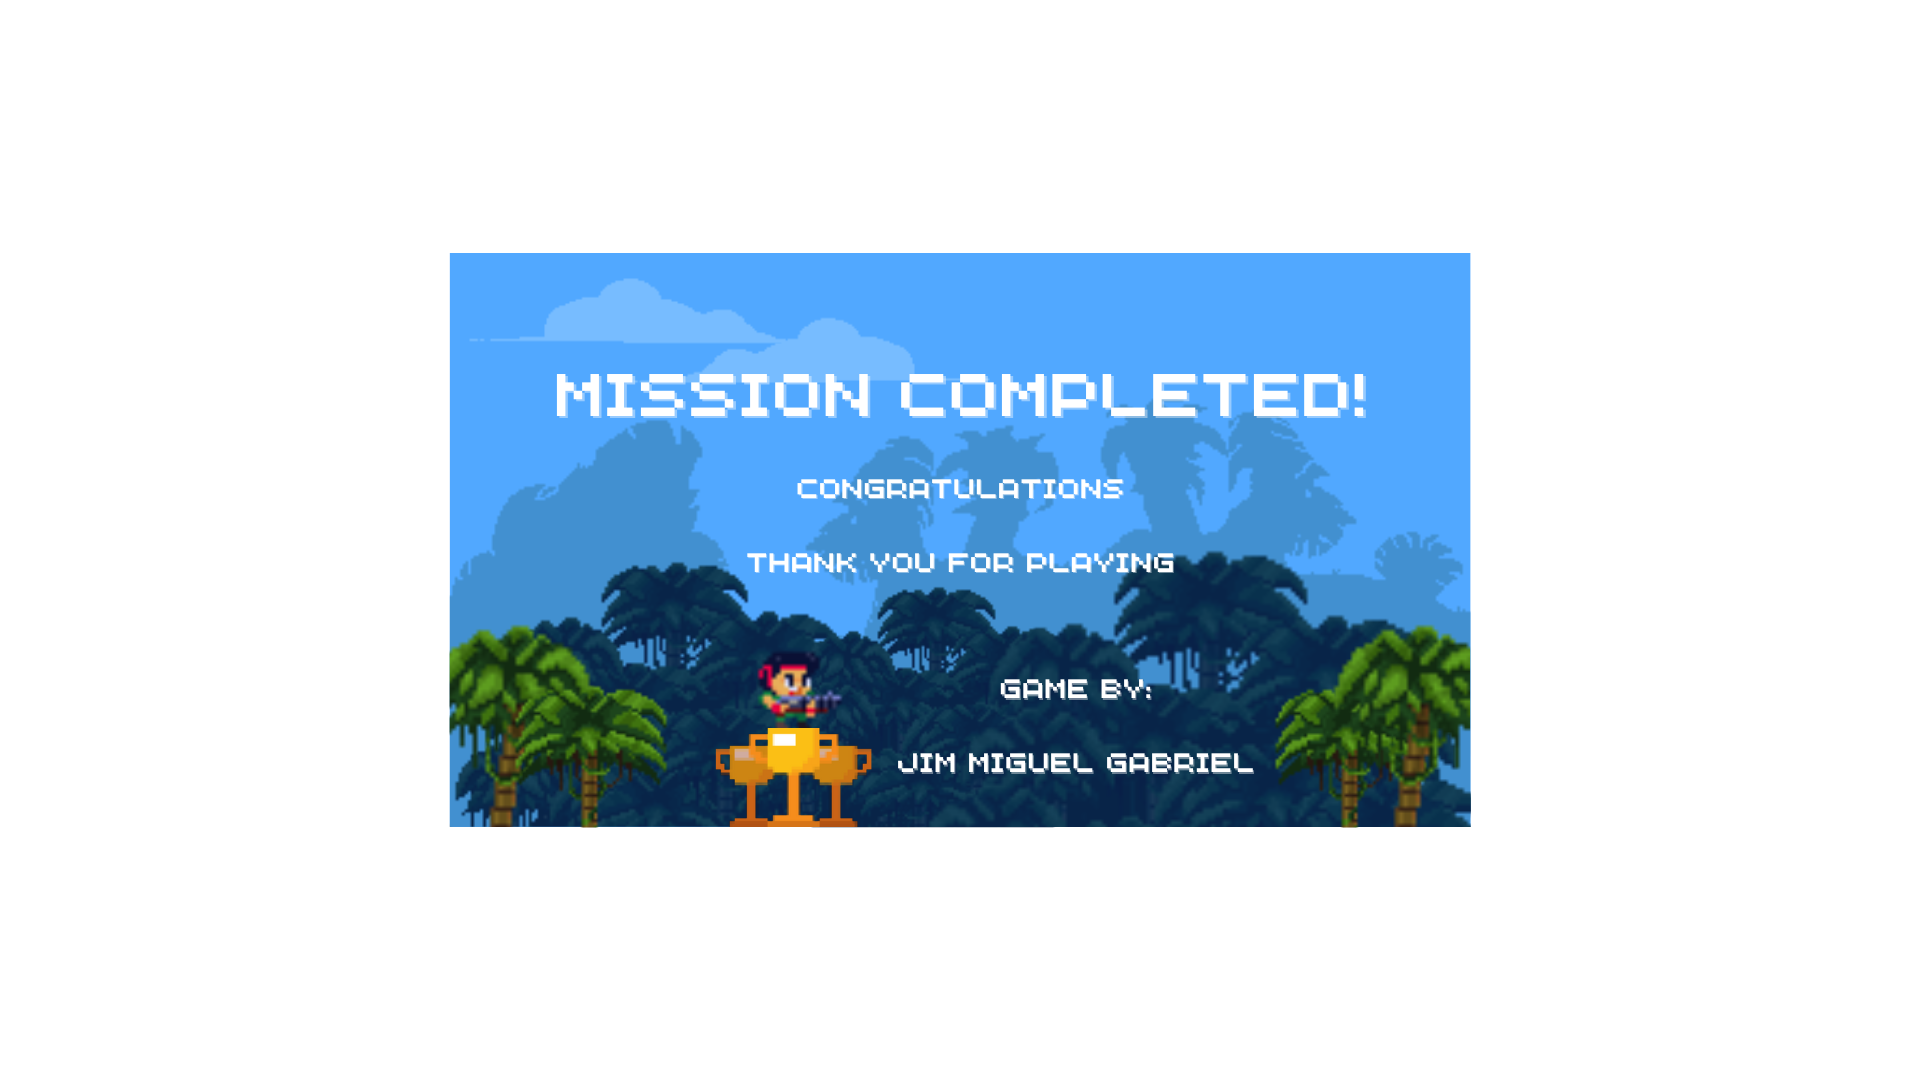 MISSION COMPLETED!
CONGRATULATIONS
THANK YOU FOR PLAYING
GAME BY:
JIM MIGUEL GABRIEL